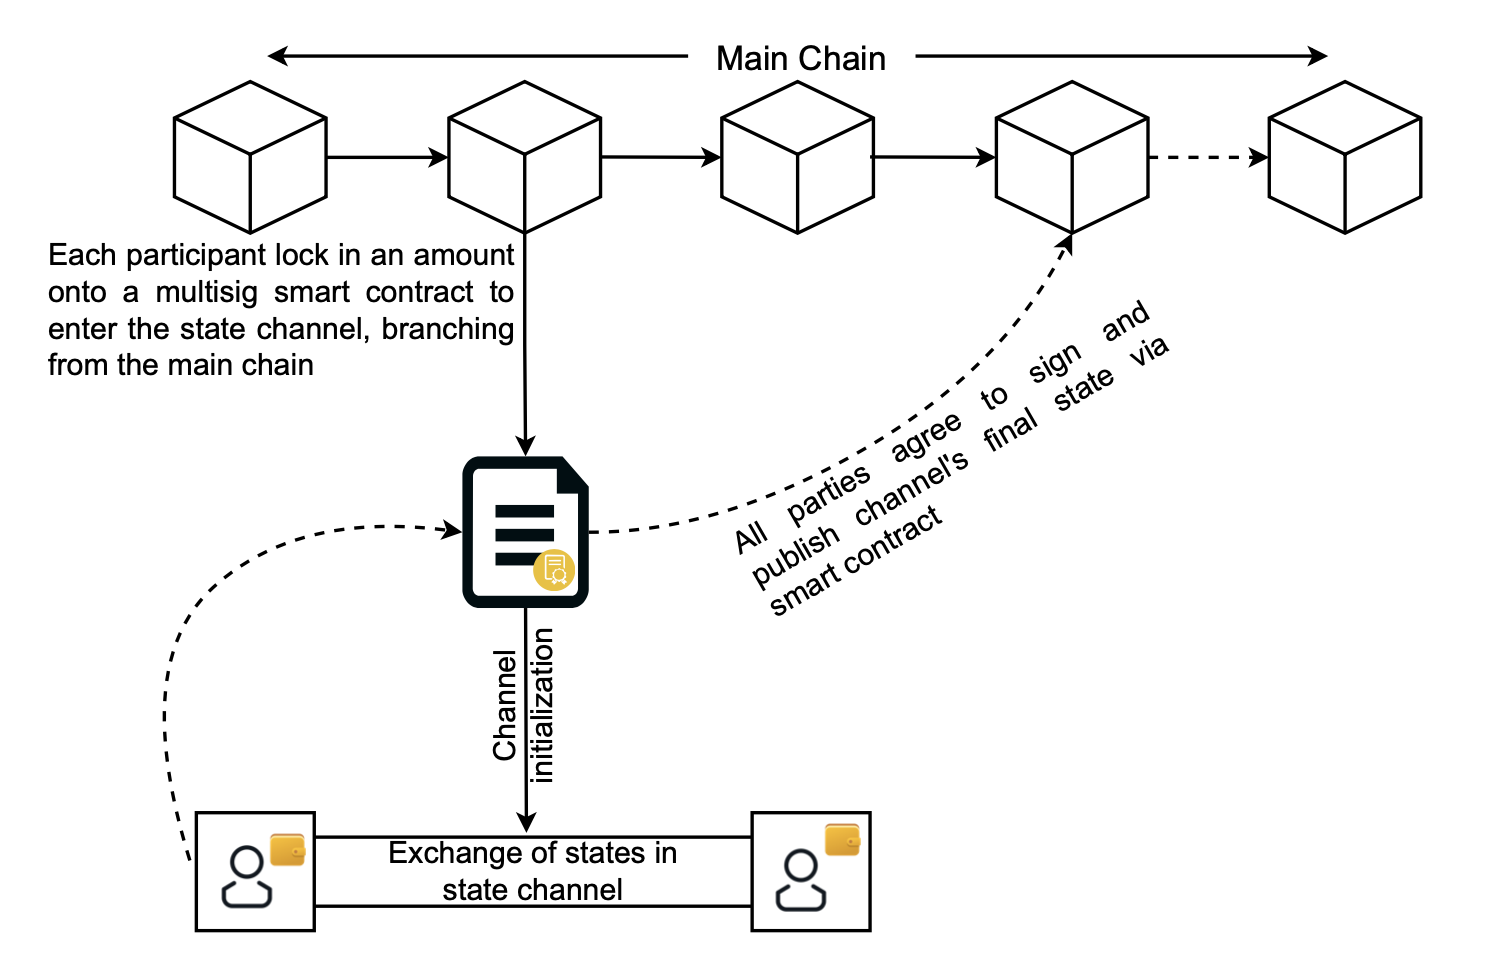 Main Chain
Each participant lock in an amount
onto a multisig smart contract to
enter the state channel, branching
from the main chain
All parties agree to sign and
publish channel's final state via
smart contract
Channel
initialization
Exchange of states in
state channel